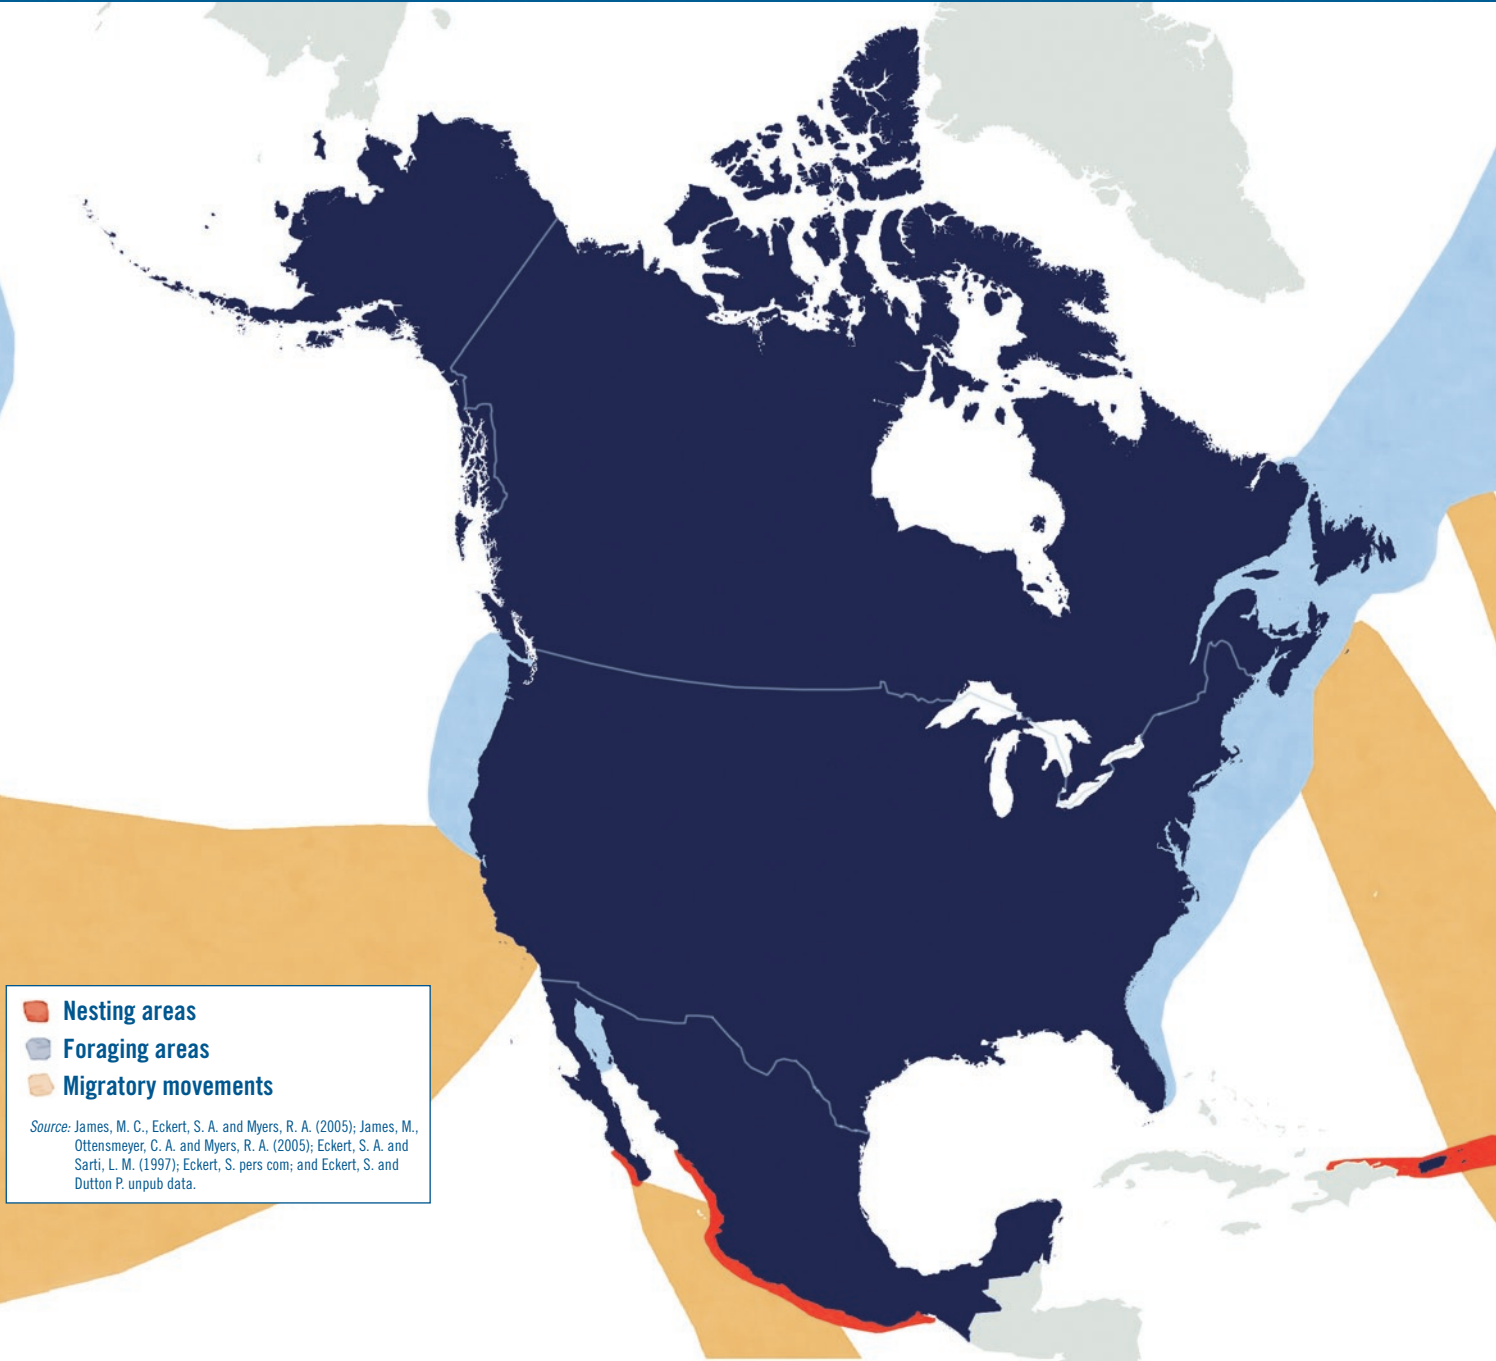 Nesting areas
Foraging areas
Migratory movements
Source: James, M. C., Eckert, S. A. and Myers, R. A. (2005); James, M.,
Ottensmeyer, C. A. and Myers, R. A. (2005); Eckert, S. A. and
Sarti, L. M. (1997); Eckert, S. pers com; and Eckert, S. and
Dutton P. unpub data.